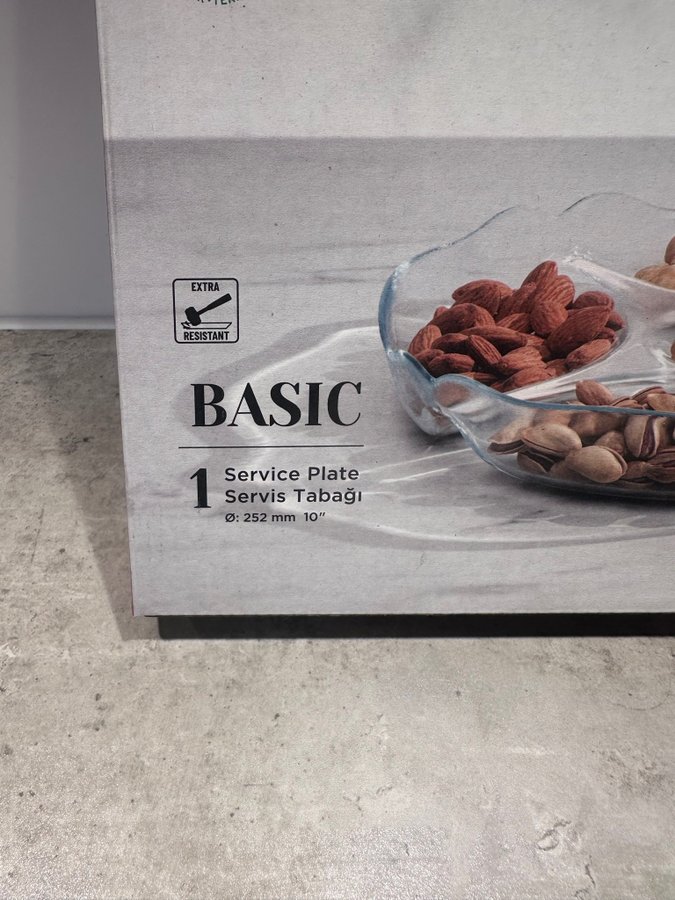 EXTRA
RESISTANT
BASIC
1 Service Plate
Servis Tabağı
Ø: 252 mm 10"